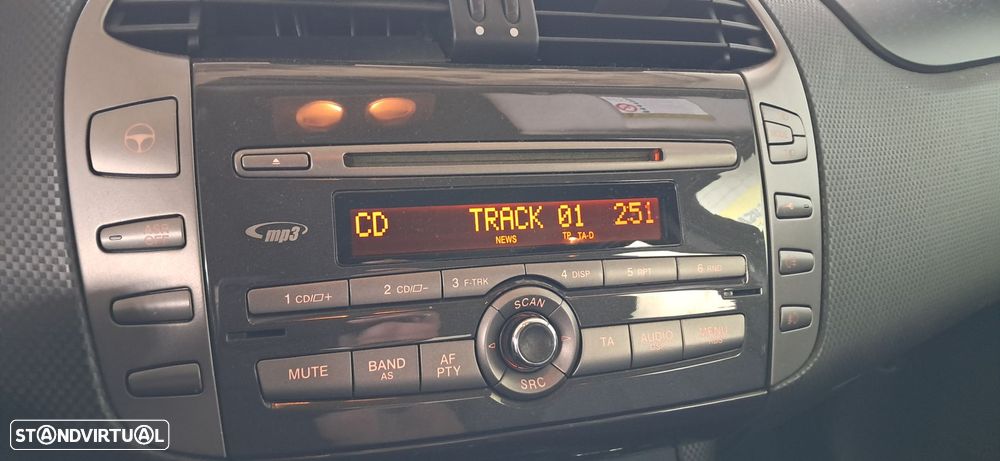 CD TRACK 01 251
NEWS TP TA-D
mp3
1 CD/▱+ 2 CD/▱- 3 F-TRK 4 DISP 5 RPT 6 RND
SCAN
MUTE BAND AS AF PTY TA AUDIO MENU
SRC
STANDVIRTUAL